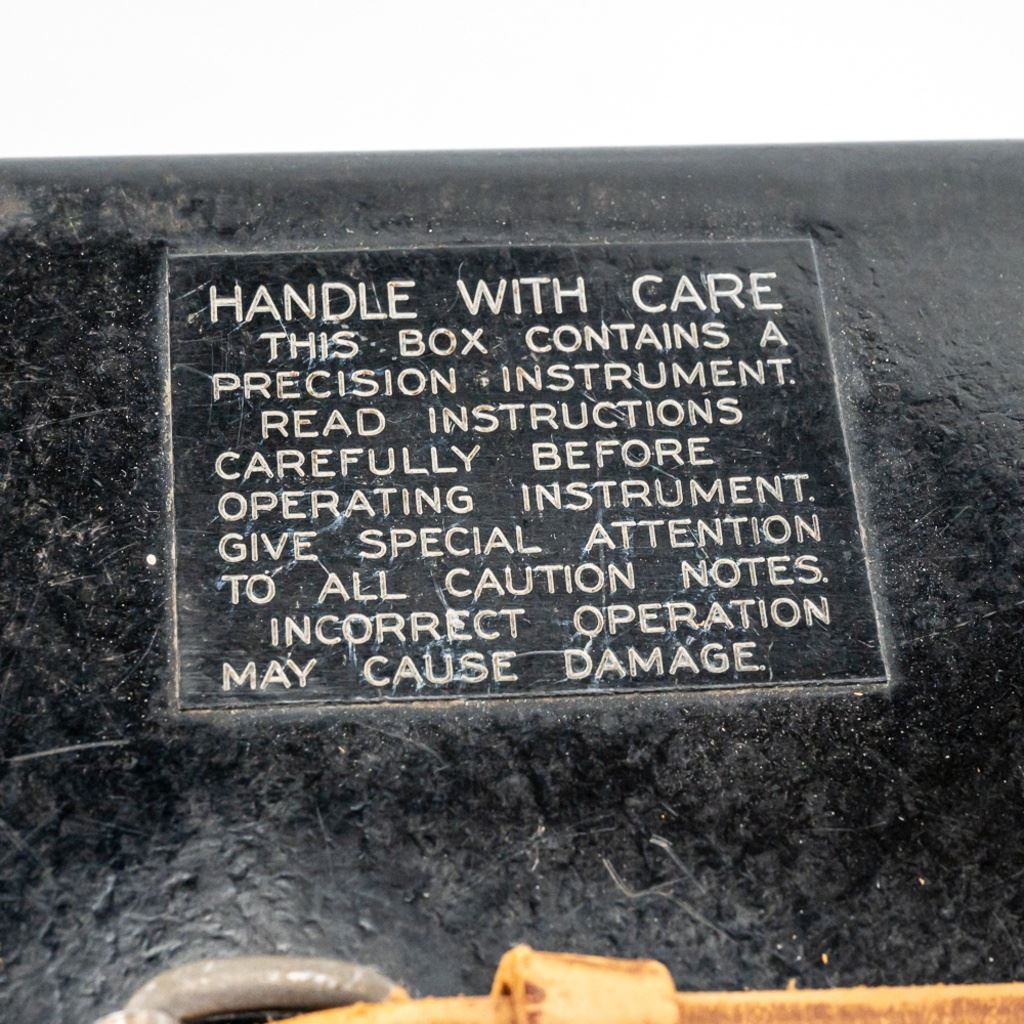 HANDLE WITH CARE
THIS BOX CONTAINS A
PRECISION INSTRUMENT.
READ INSTRUCTIONS
CAREFULLY BEFORE
OPERATING INSTRUMENT.
GIVE SPECIAL ATTENTION
TO ALL CAUTION NOTES.
INCORRECT OPERATION
MAY CAUSE DAMAGE.